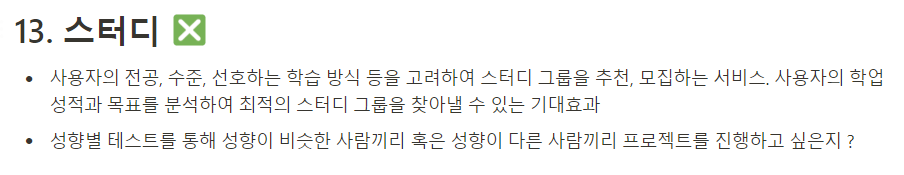 13. 스터디 ❎
• 사용자의 전공, 수준, 선호하는 학습 방식 등을 고려하여 스터디 그룹을 추천, 모집하는 서비스. 사용자의 학업
성적과 목표를 분석하여 최적의 스터디 그룹을 찾아낼 수 있는 기대효과
• 성향별 테스트를 통해 성향이 비슷한 사람끼리 혹은 성향이 다른 사람끼리 프로젝트를 진행하고 싶은지 ?